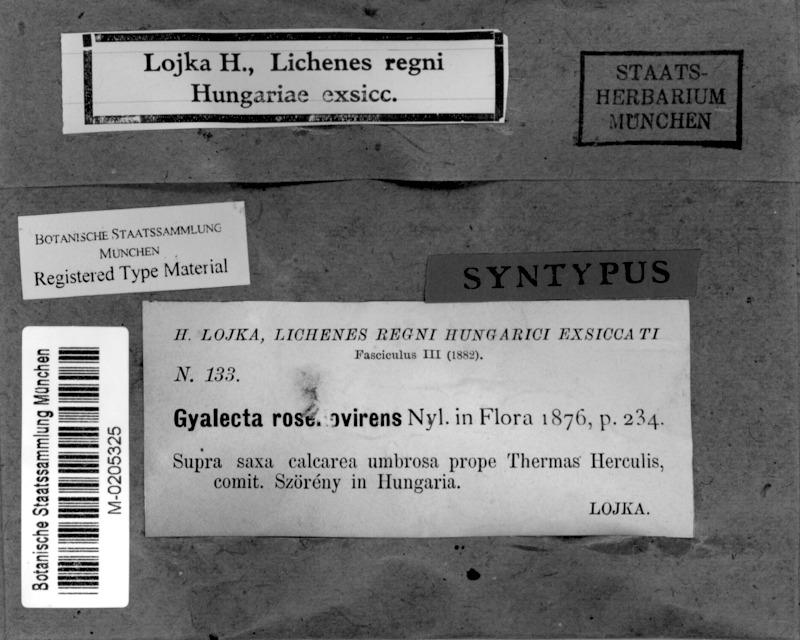 Lojka H., Lichenes regni
Hungariae exsicc.
STAATS-
HERBARIUM
MÜNCHEN
BOTANISCHE STAATSSAMMLUNG
MÜNCHEN
Registered Type Material
SYNTYPUS
Botanische Staatssammlung München
M-0205325
H. LOJKA, LICHENES REGNI HUNGARICI EXSICCATI
Fasciculus III (1882).
N. 133.
Gyalecta Nyl. in Flora 1876, p. 234.
Supra saxa calcarea umbrosa prope Thermas Herculis,
comit. Szörény in Hungaria.
LOJKA.